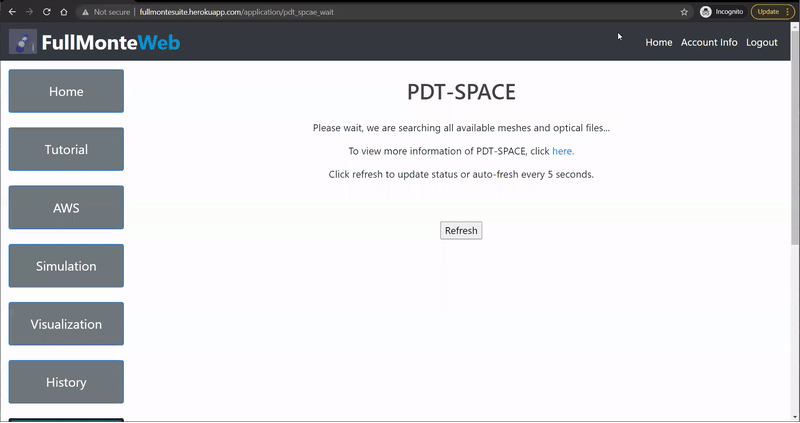 Not secure | fullmontesuite.herokuapp.com/application/pdt_spcae_wait
Incognito
Update
FullMonteWeb
Home Account Info Logout
Home
Tutorial
AWS
Simulation
Visualization
History
PDT-SPACE
Please wait, we are searching all available meshes and optical files...
To view more information of PDT-SPACE, click here.
Click refresh to update status or auto-fresh every 5 seconds.
Refresh